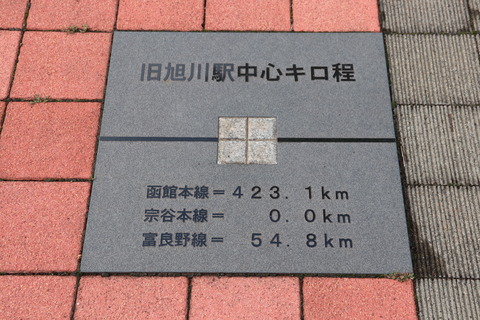 旧旭川駅中心キロ程
函館本線＝４２３．１ｋｍ
宗谷本線＝　　０．０ｋｍ
富良野線＝　５４．８ｋｍ